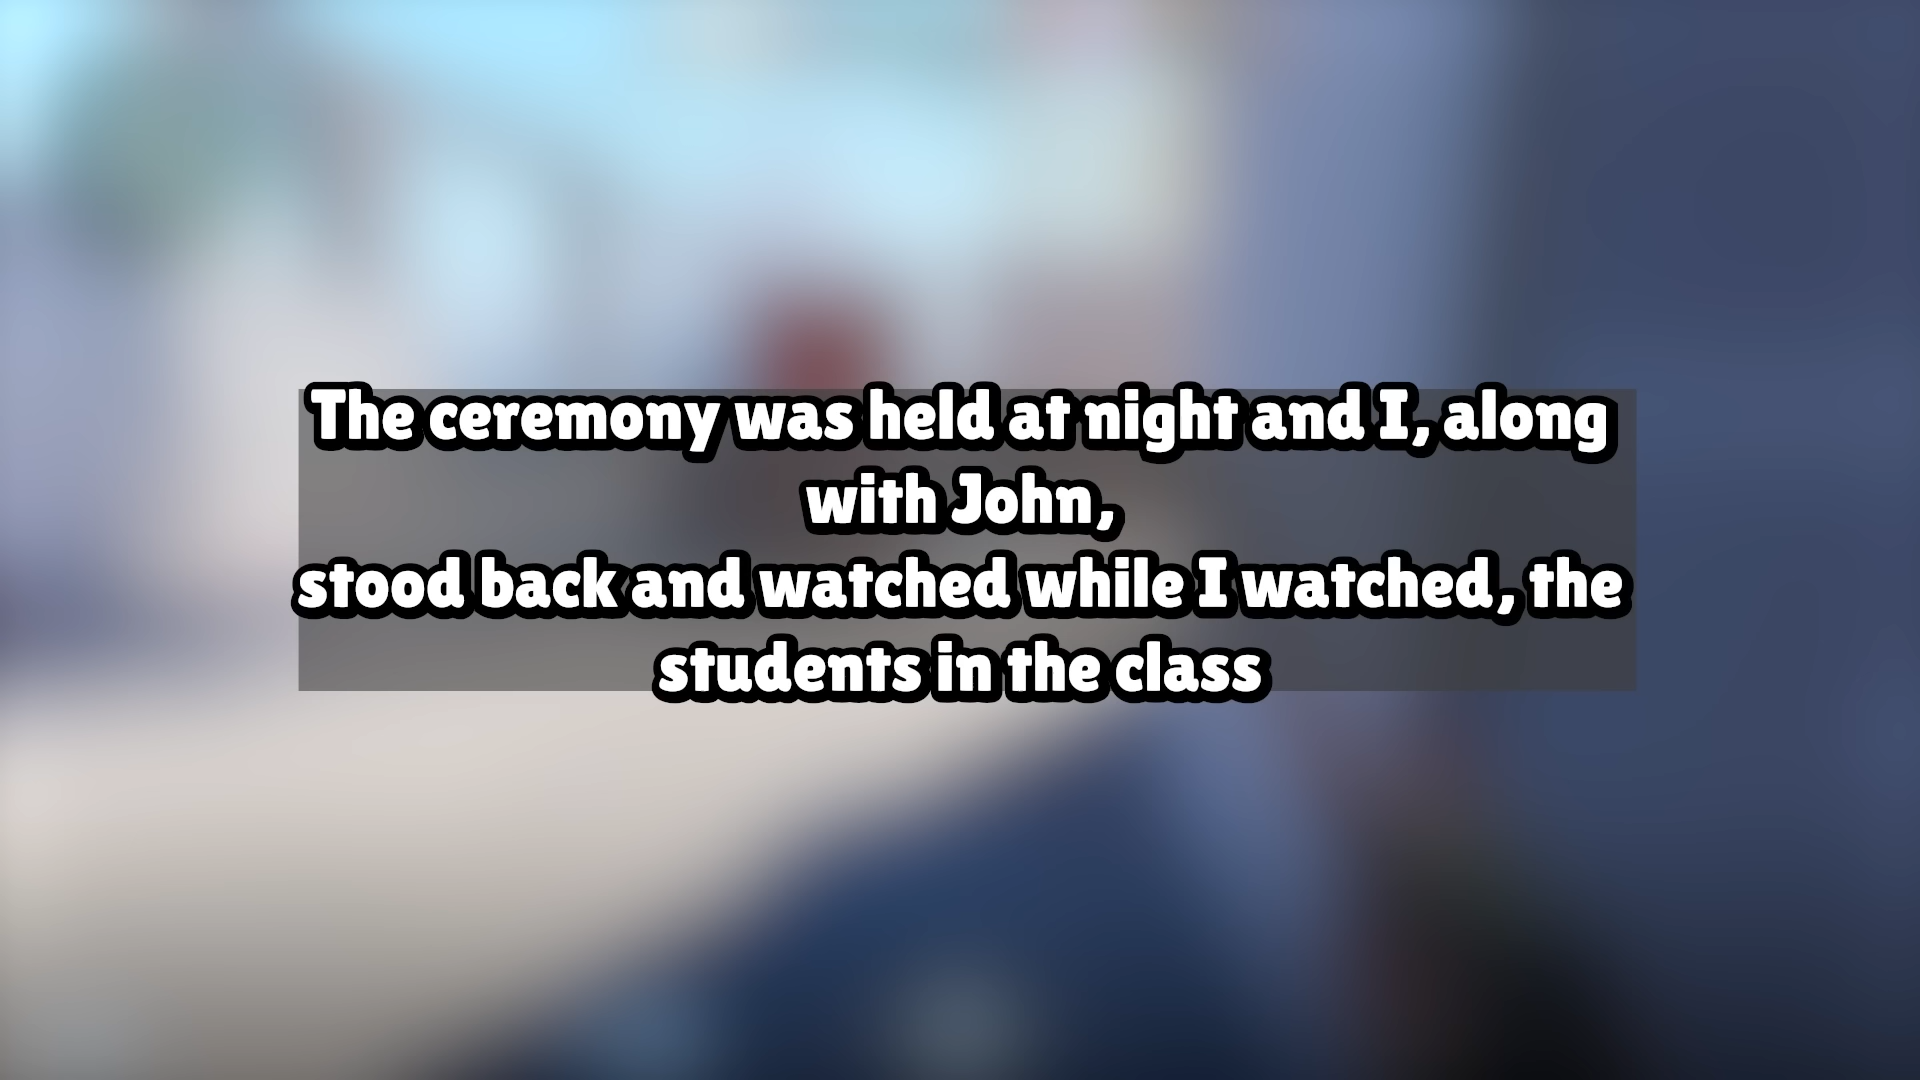 The ceremony was held at night and I, along
with John,
stood back and watched while I watched, the
students in the class